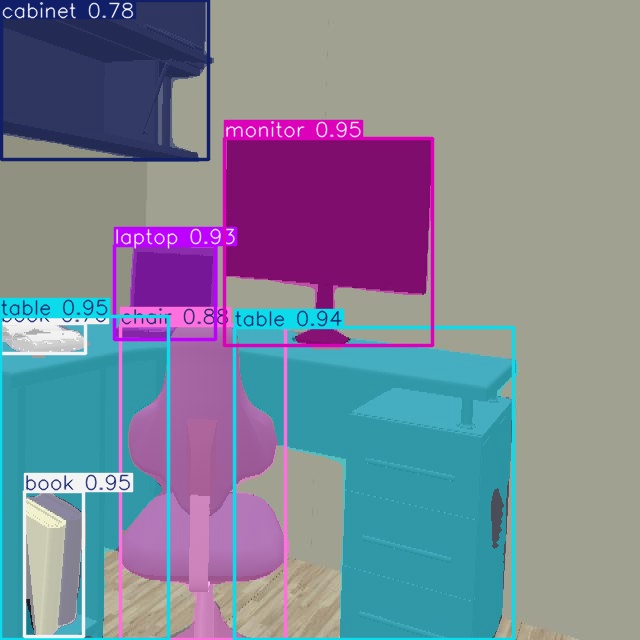 cabinet 0.78
monitor 0.95
laptop 0.93
table 0.95
chair 0.88
table 0.94
book 0.95